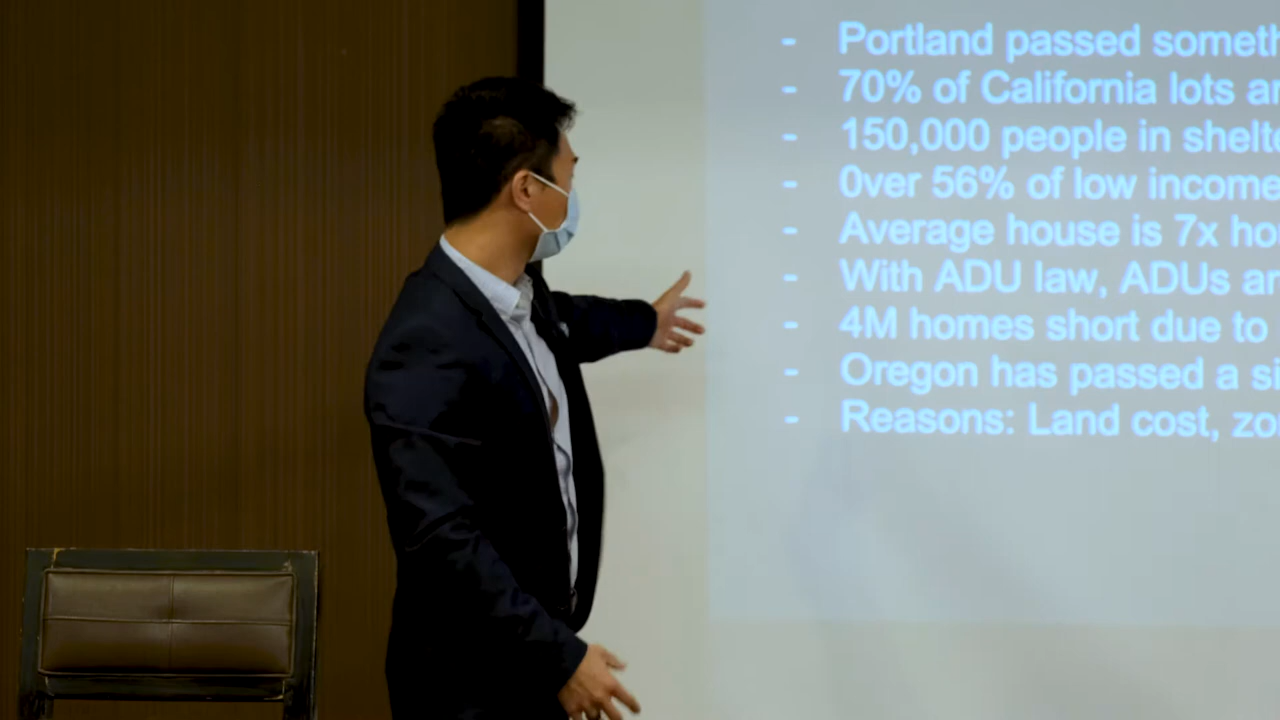 - Portland passed someth
- 70% of California lots ar
- 150,000 people in shelte
- 0ver 56% of low income
- Average house is 7x ho
- With ADU law, ADUs ar
- 4M homes short due to
- Oregon has passed a si
- Reasons: Land cost, zo